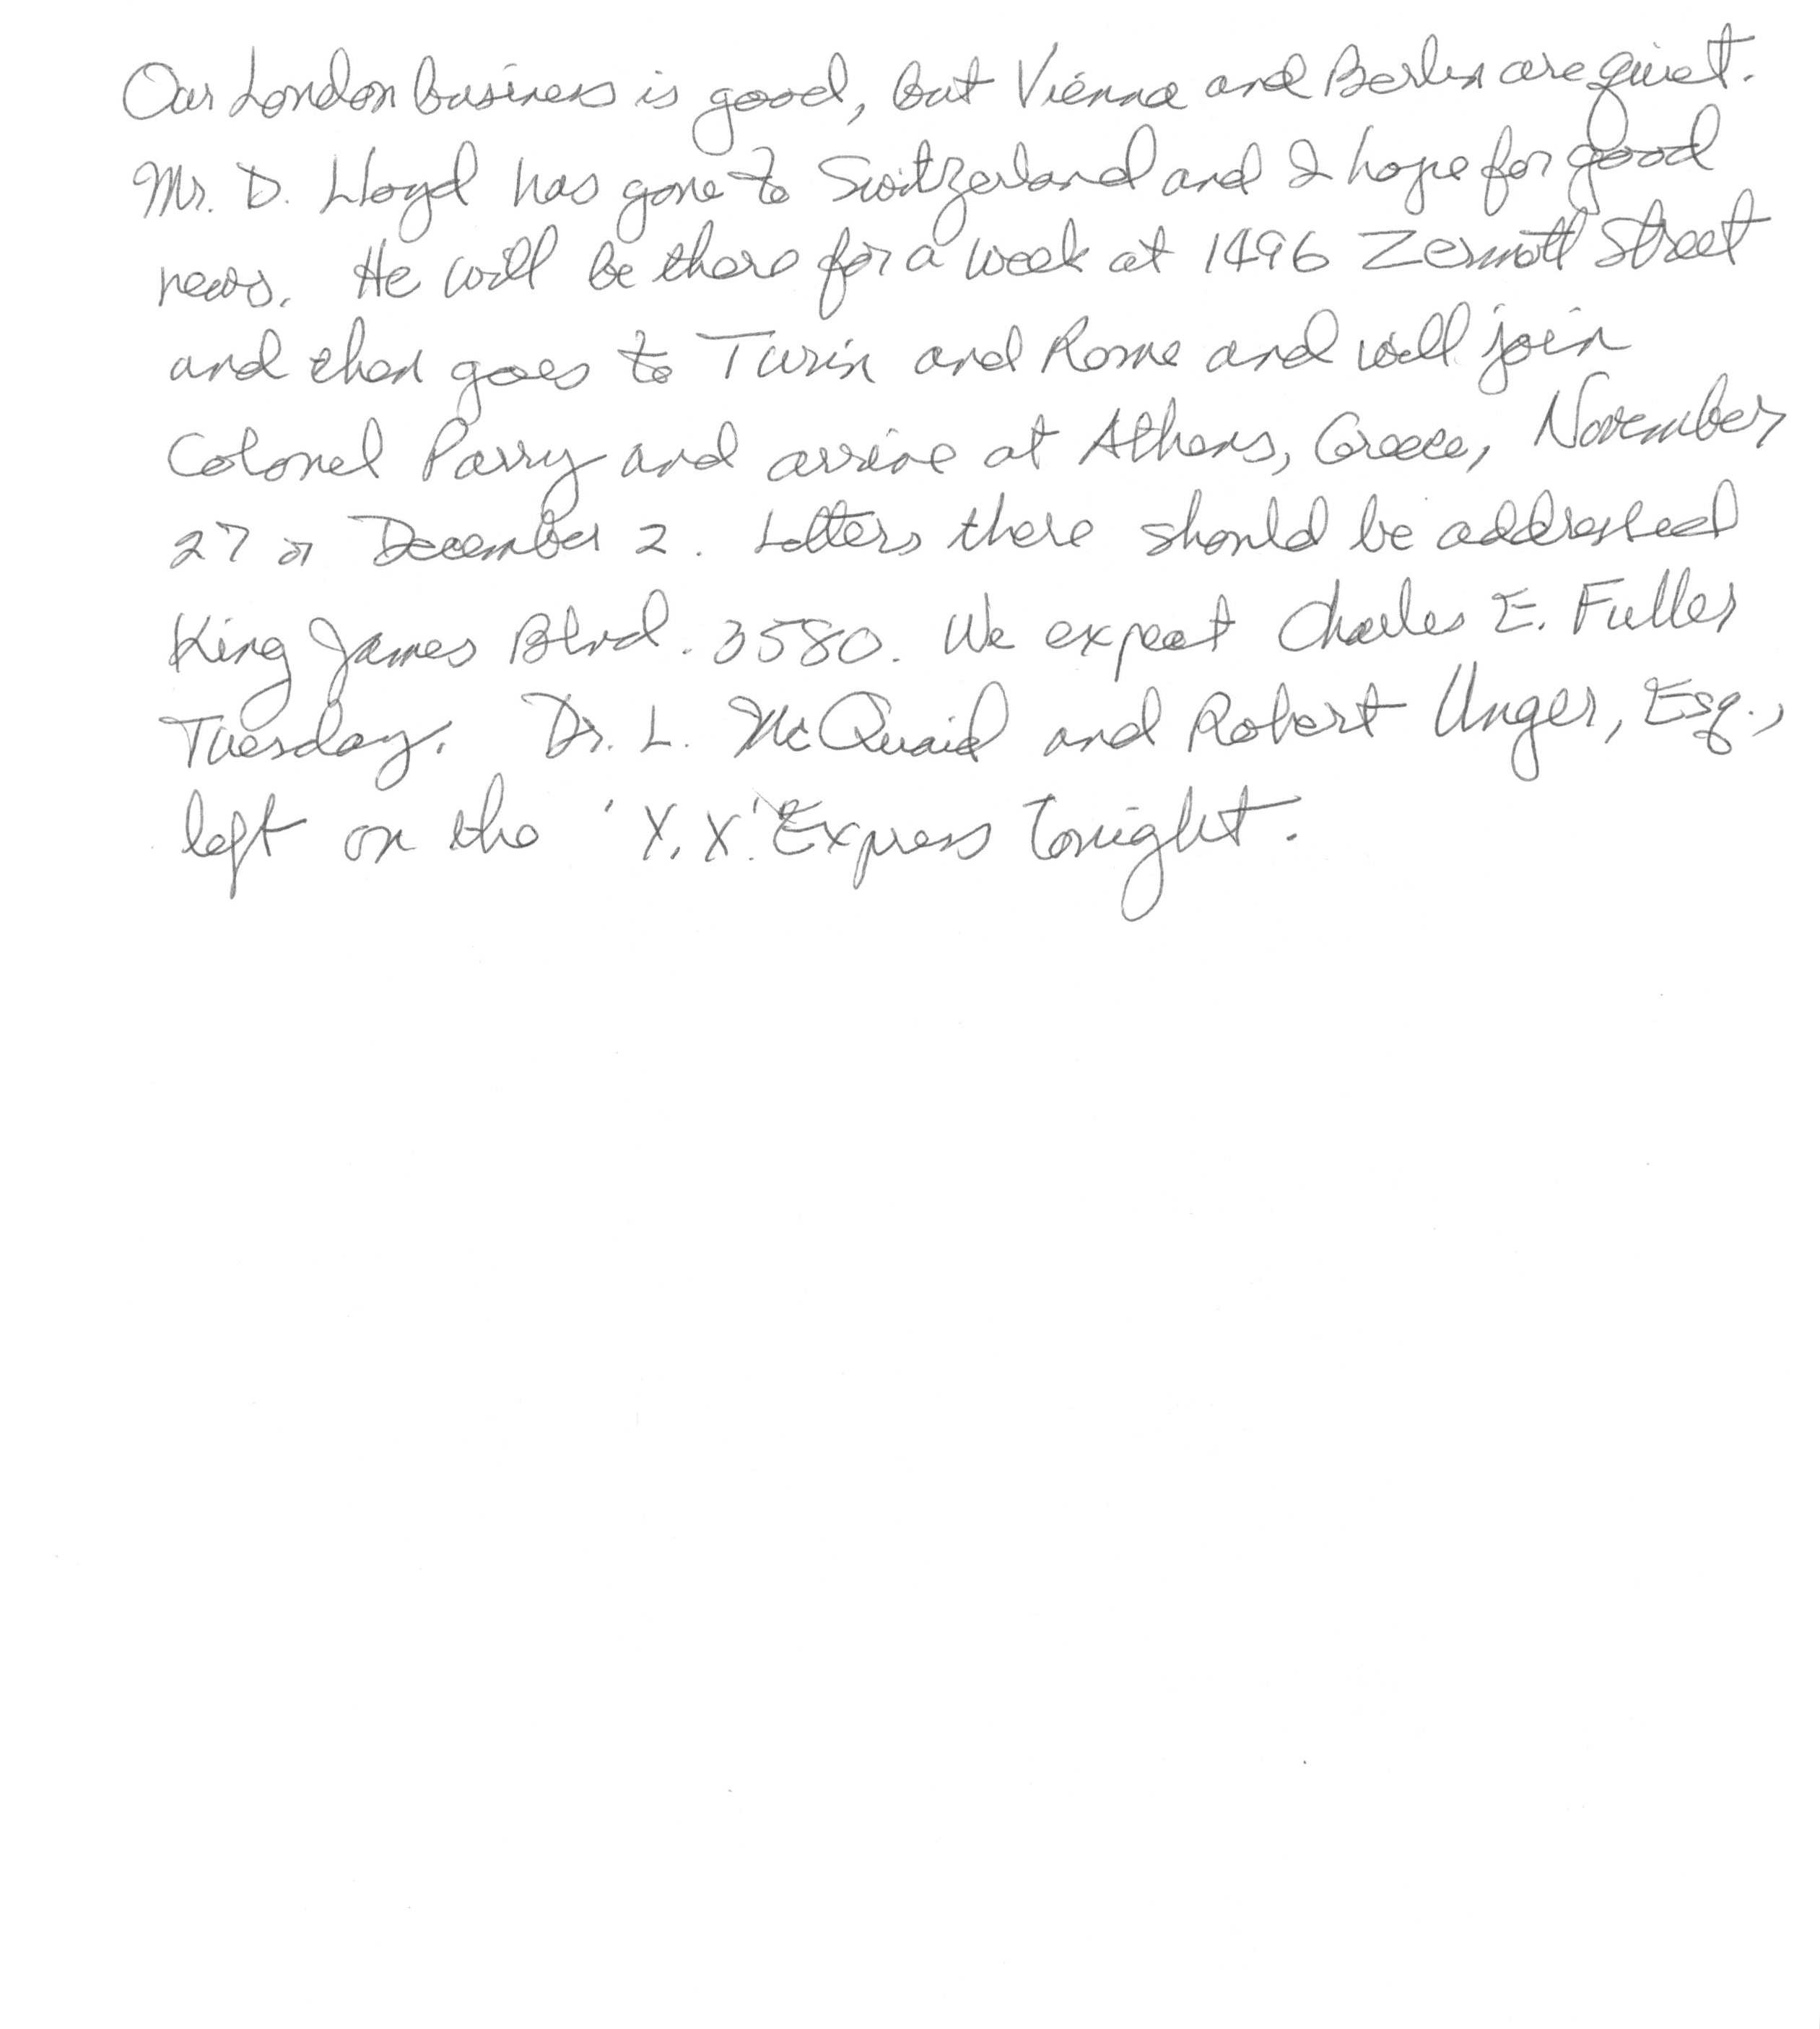 Our London business is good, but Vienna and Berlin are quiet.
Mr. D. Lloyd has gone to Switzerland and I hope for good
news. He will be there for a week at 1496 Zermott Street
and then goes to Turin and Rome and will join
Colonel Parry and arrive at Athens, Greece, November
27 or December 2. Letters there should be addressed
King James Blvd. 3580. We expect Charles E. Fuller
Tuesday. Dr. L. McQuaid and Robert Unger, Esq.,
left on the 'X.X.' Express tonight.